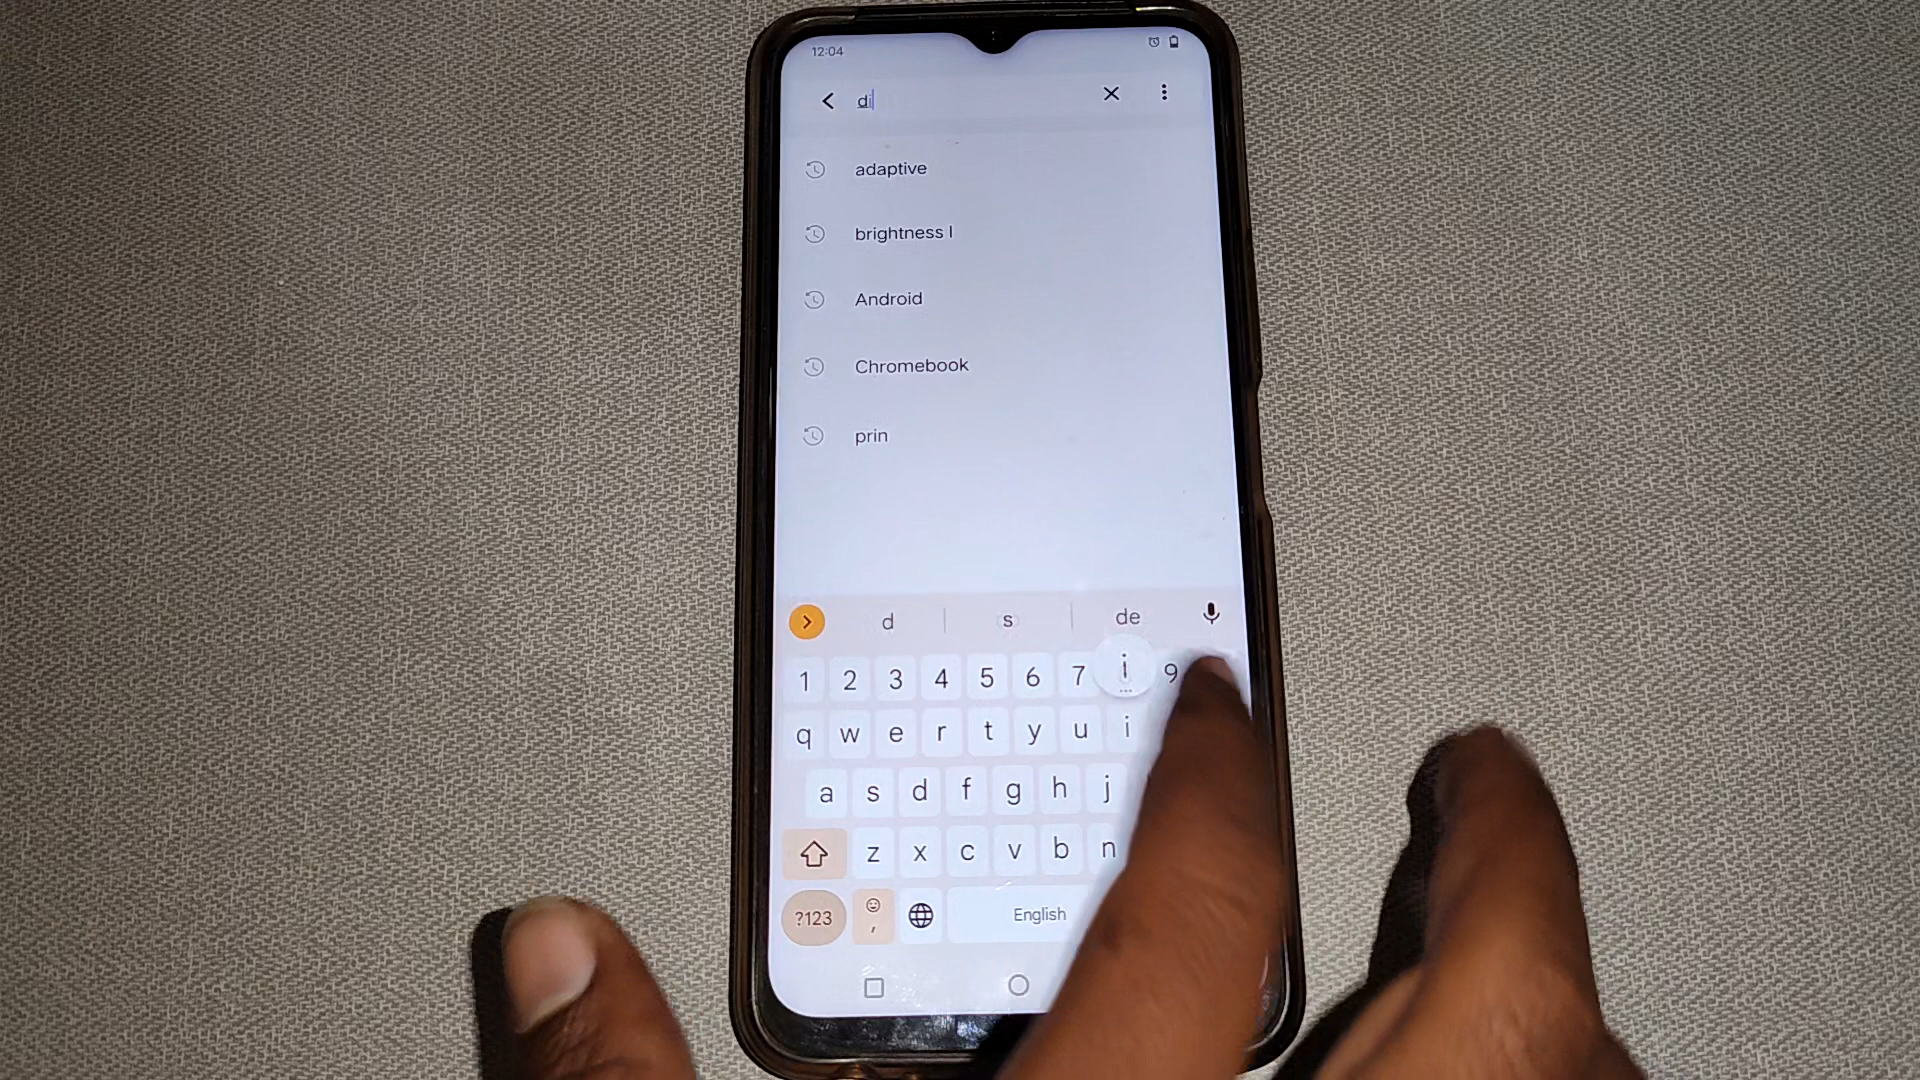 12:04
di
adaptive
brightness l
Android
Chromebook
prin
d s de
1 2 3 4 5 6 7 i 9
q w e r t y u i
a s d f g h j
z x c v b n
?123 , English